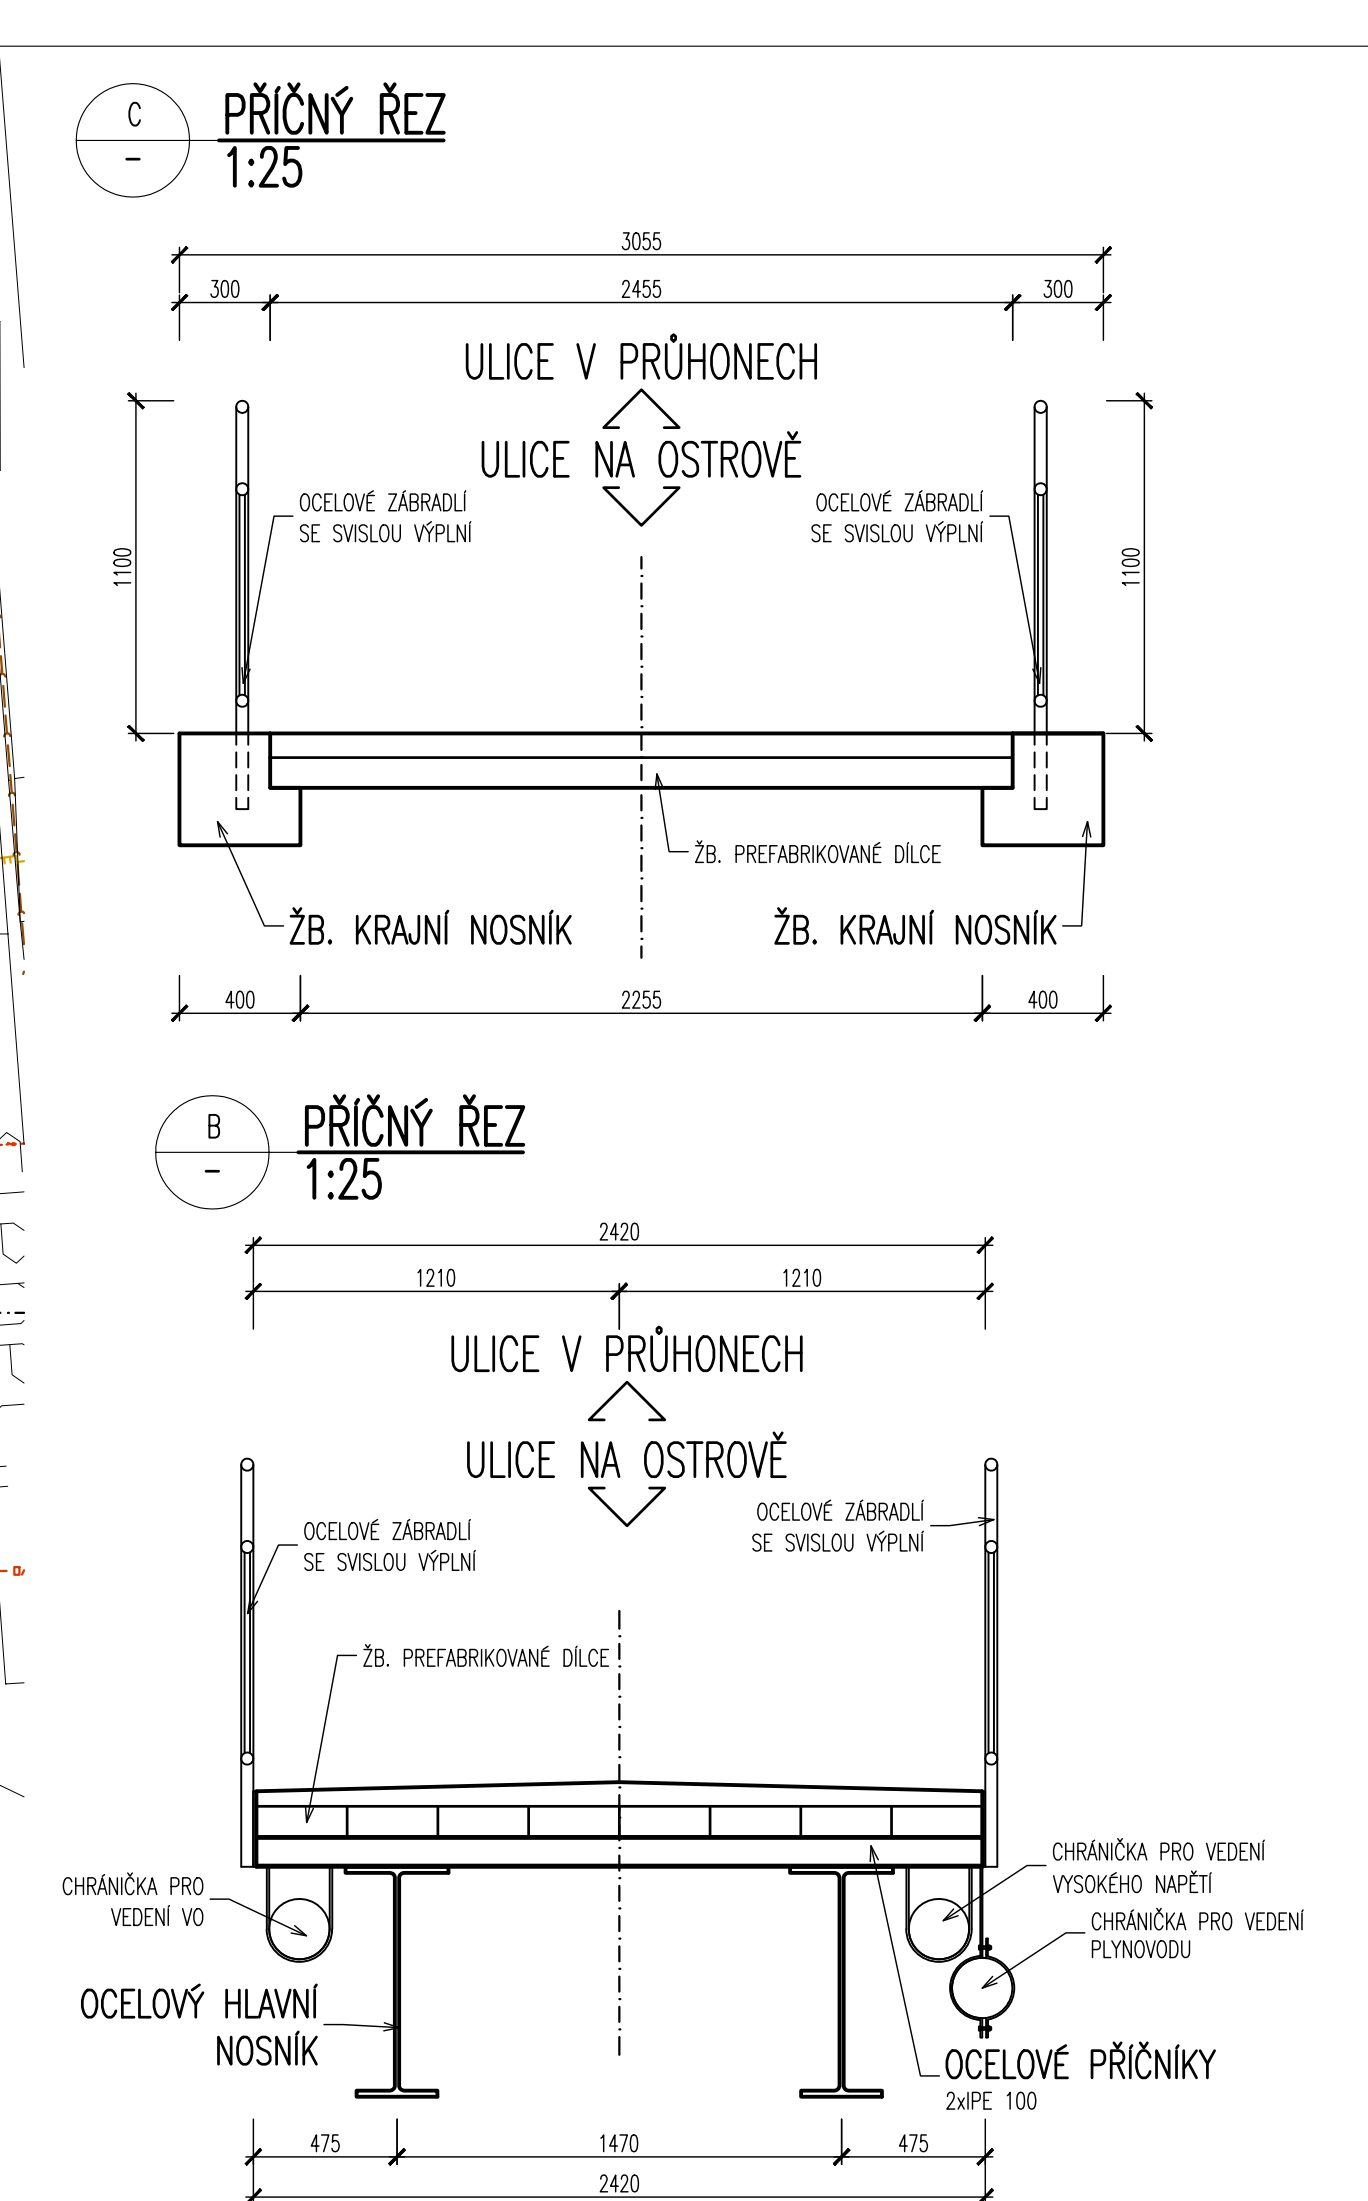 C
PŘÍČNÝ ŘEZ
-
1:25
3055
300
2455
300
ULICE V PRŮHONECH
ULICE NA OSTROVĚ
OCELOVÉ ZÁBRADLÍ
SE SVISLOU VÝPLNÍ
OCELOVÉ ZÁBRADLÍ
SE SVISLOU VÝPLNÍ
1100
1100
ŽB. PREFABRIKOVANÉ DÍLCE
ŽB. KRAJNÍ NOSNÍK
ŽB. KRAJNÍ NOSNÍK
400
2255
400
B
PŘÍČNÝ ŘEZ
-
1:25
2420
1210
1210
ULICE V PRŮHONECH
ULICE NA OSTROVĚ
OCELOVÉ ZÁBRADLÍ
SE SVISLOU VÝPLNÍ
OCELOVÉ ZÁBRADLÍ
SE SVISLOU VÝPLNÍ
ŽB. PREFABRIKOVANÉ DÍLCE
CHRÁNIČKA PRO
VEDENÍ VO
CHRÁNIČKA PRO VEDENÍ
VYSOKÉHO NAPĚTÍ
CHRÁNIČKA PRO VEDENÍ
PLYNOVODU
OCELOVÝ HLAVNÍ
NOSNÍK
OCELOVÉ PŘÍČNÍKY
2xIPE 100
475
1470
475
2420